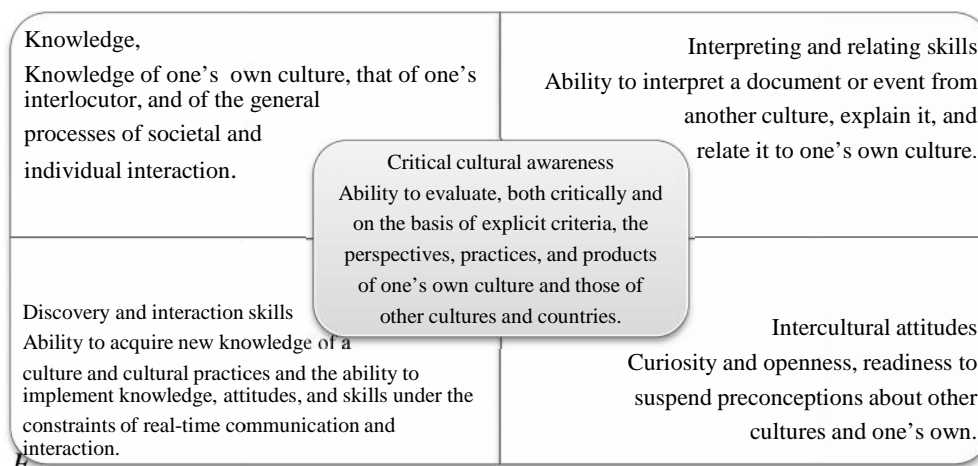 Knowledge,
Knowledge of one’s own culture, that of one’s
interlocutor, and of the general
processes of societal and
individual interaction.
Interpreting and relating skills
Ability to interpret a document or event from
another culture, explain it, and
relate it to one’s own culture.
Critical cultural awareness
Ability to evaluate, both critically and
on the basis of explicit criteria, the
perspectives, practices, and products
of one’s own culture and those of
other cultures and countries.
Discovery and interaction skills
Ability to acquire new knowledge of a
culture and cultural practices and the ability to
implement knowledge, attitudes, and skills under the
constraints of real-time communication and
interaction.
Intercultural attitudes
Curiosity and openness, readiness to
suspend preconceptions about other
cultures and one’s own.